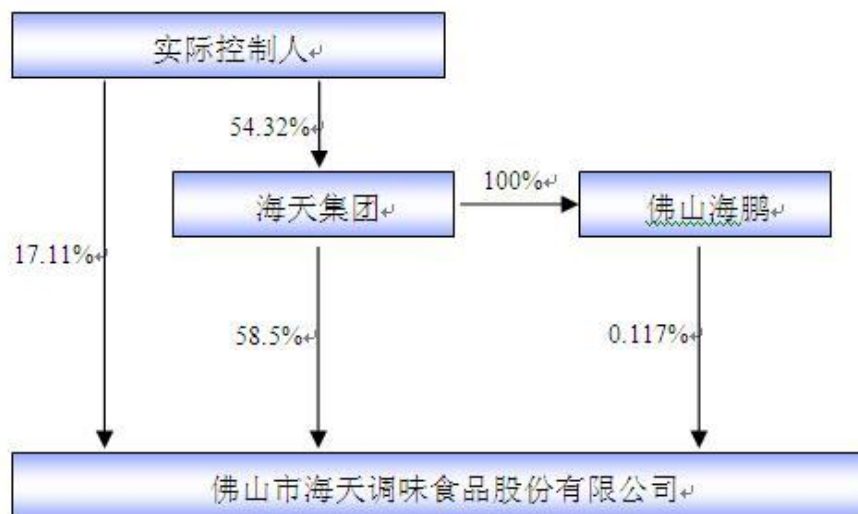 实际控制人
54.32%
100%
海天集团
佛山海鹏
17.11%
58.5%
0.117%
佛山市海天调味食品股份有限公司